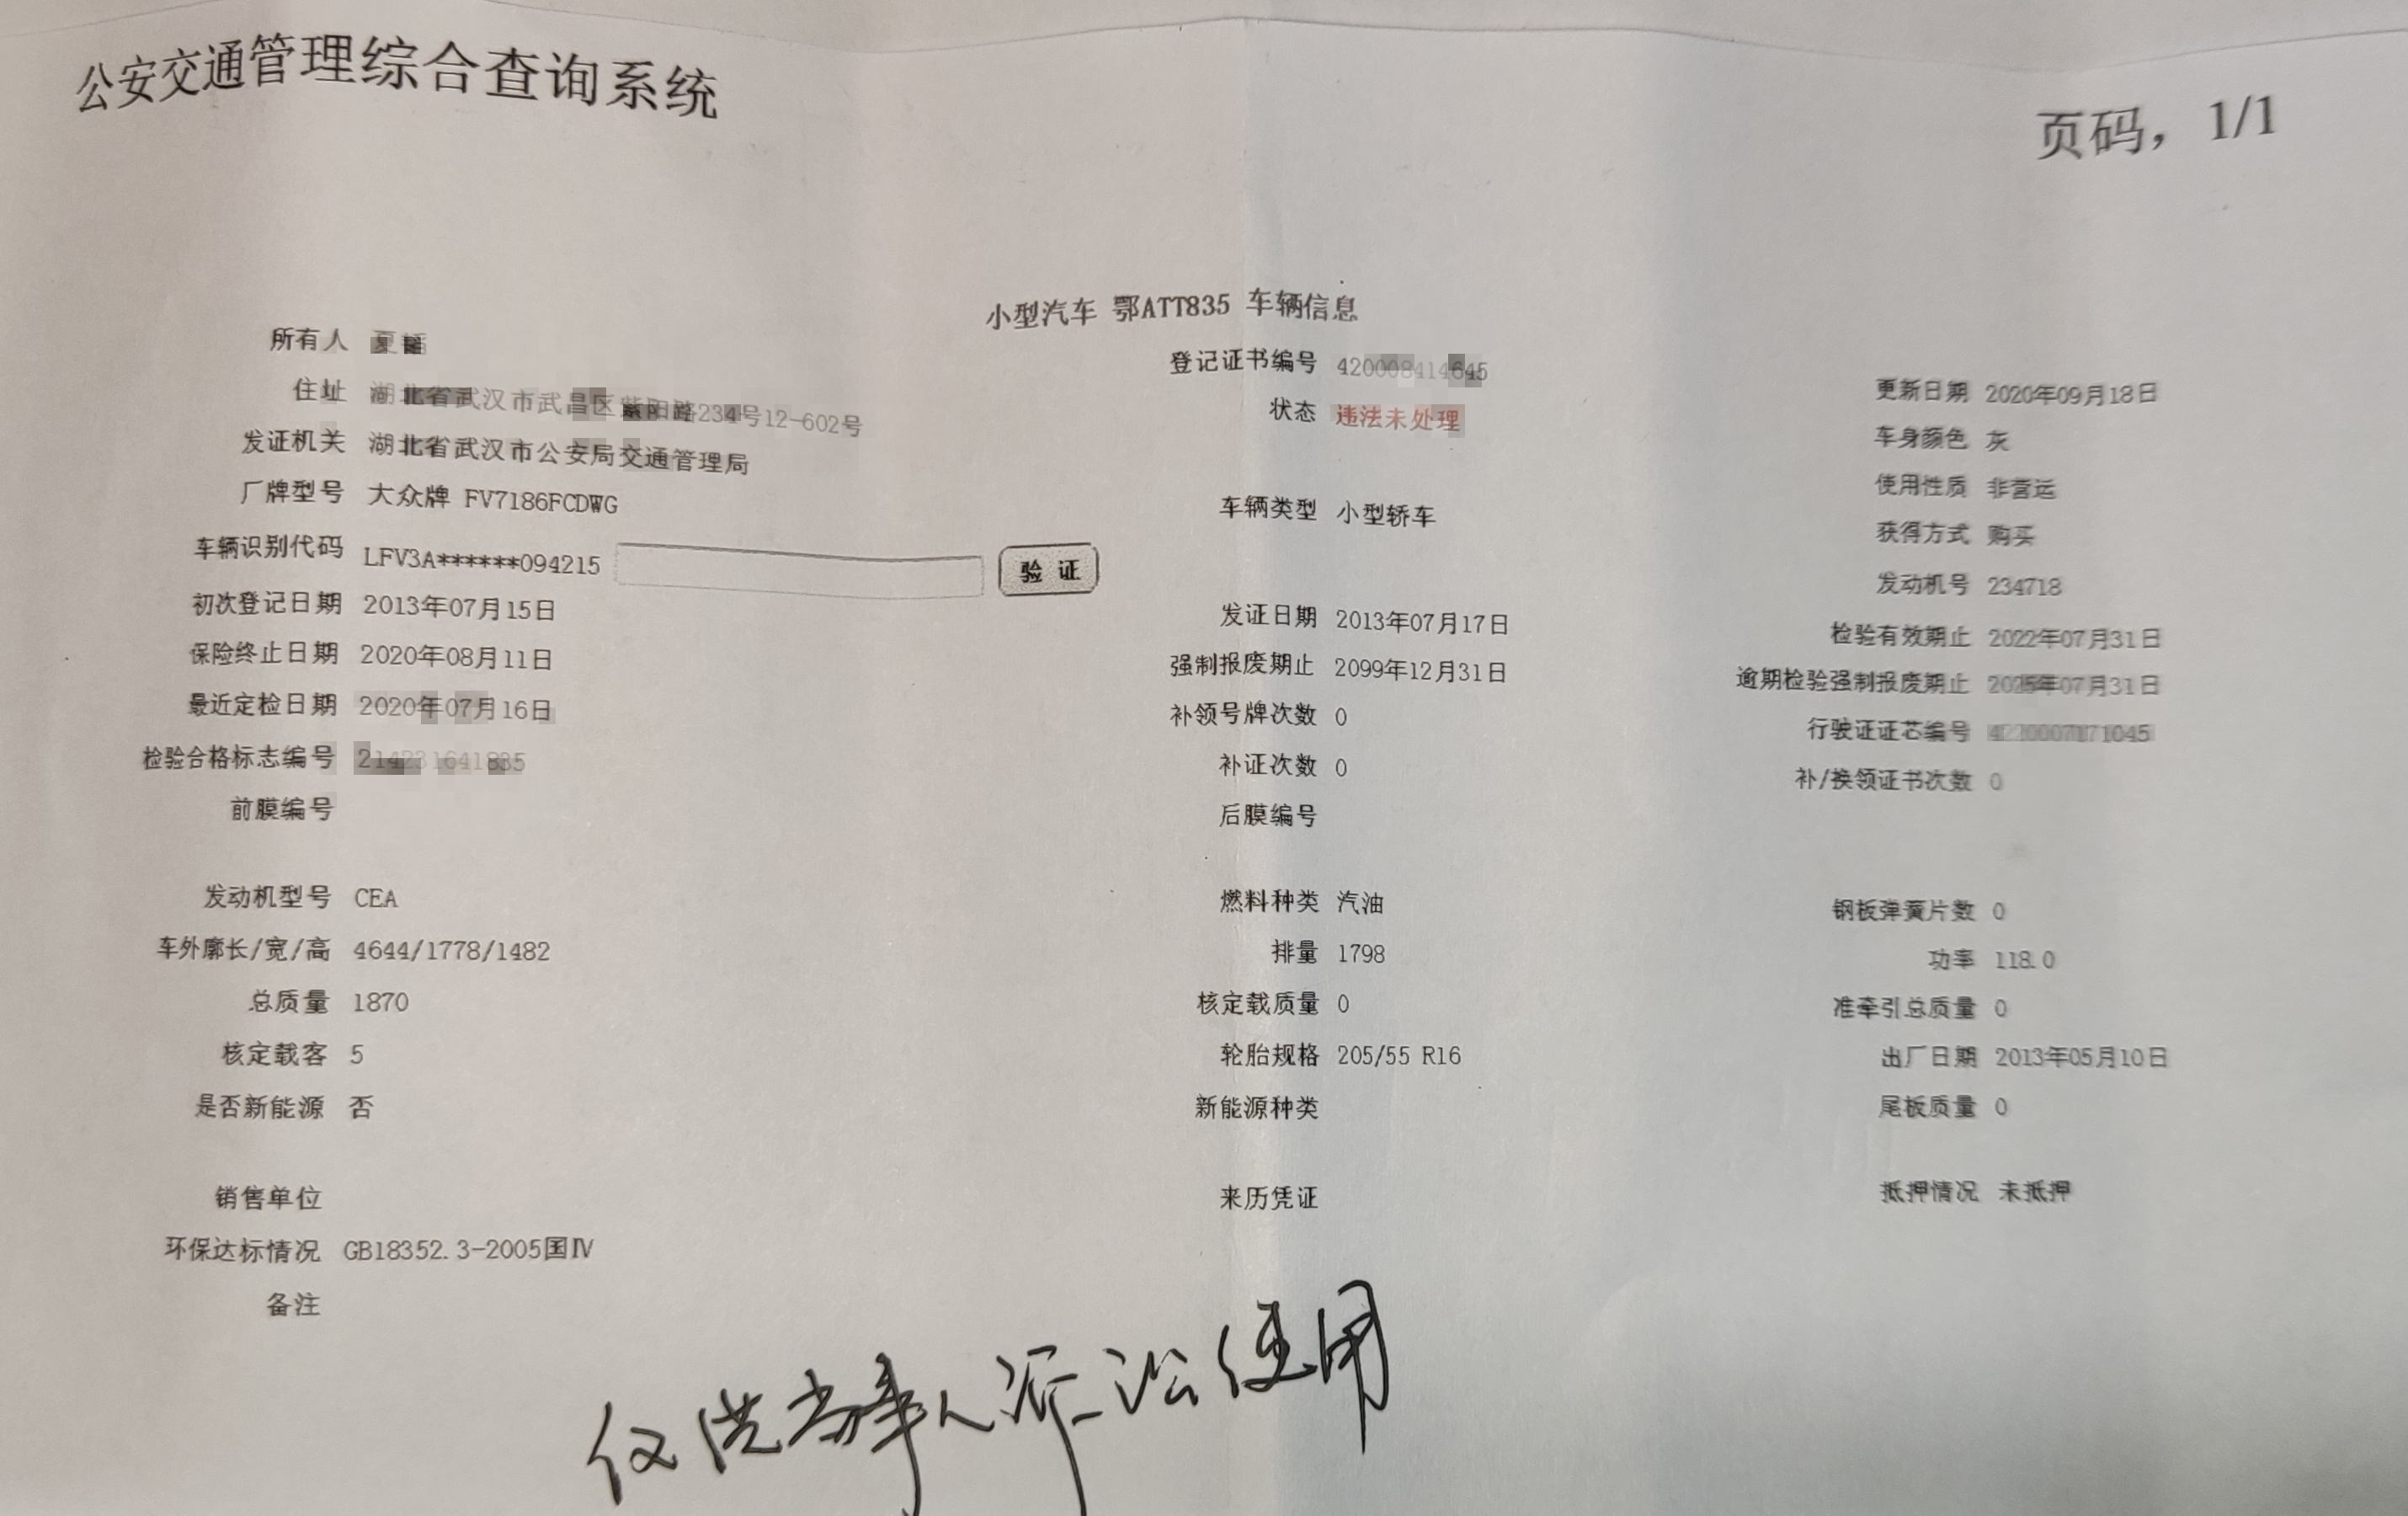 公安交通管理综合查询系统
页码，1/1
小型汽车 鄂ATT835 车辆信息
所有人 夏
登记证书编号
更新日期 2020年09月18日
住址 湖北省武汉市武昌区紫阳路234号12-602号
状态 违法未处理
车身颜色 灰
发证机关 湖北省武汉市公安局交通管理局
使用性质 非营运
厂牌型号 大众牌 FV7186FCDWG
车辆类型 小型轿车
获得方式 购买
车辆识别代码 LFV3A******094215 验 证
发动机号 234718
初次登记日期 2013年07月15日
发证日期 2013年07月17日
检验有效期止 2022年07月31日
保险终止日期 2020年08月11日
强制报废期止 2099年12月31日
逾期检验强制报废期止 2025年07月31日
最近定检日期 2020年07月16日
补领号牌次数 0
行驶证证芯编号
检验合格标志编号
补证次数 0
补/换领证书次数 0
前膜编号
后膜编号
发动机型号 CEA
燃料种类 汽油
钢板弹簧片数 0
车外廓长/宽/高 4644/1778/1482
排量 1798
功率 118.0
总质量 1870
核定载质量 0
准牵引总质量 0
核定载客 5
轮胎规格 205/55 R16
出厂日期 2013年05月10日
是否新能源 否
新能源种类
尾板质量 0
销售单位
来历凭证
抵押情况 未抵押
环保达标情况 GB18352.3-2005国Ⅳ
备注
仅供当事人诉讼使用